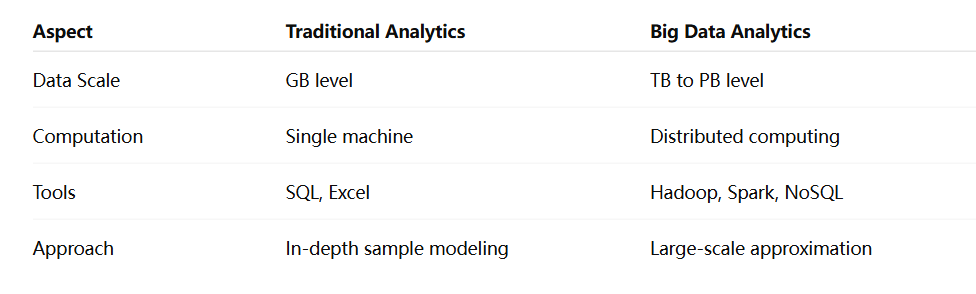 Aspect Traditional Analytics Big Data Analytics
Data Scale GB level TB to PB level
Computation Single machine Distributed computing
Tools SQL, Excel Hadoop, Spark, NoSQL
Approach In-depth sample modeling Large-scale approximation